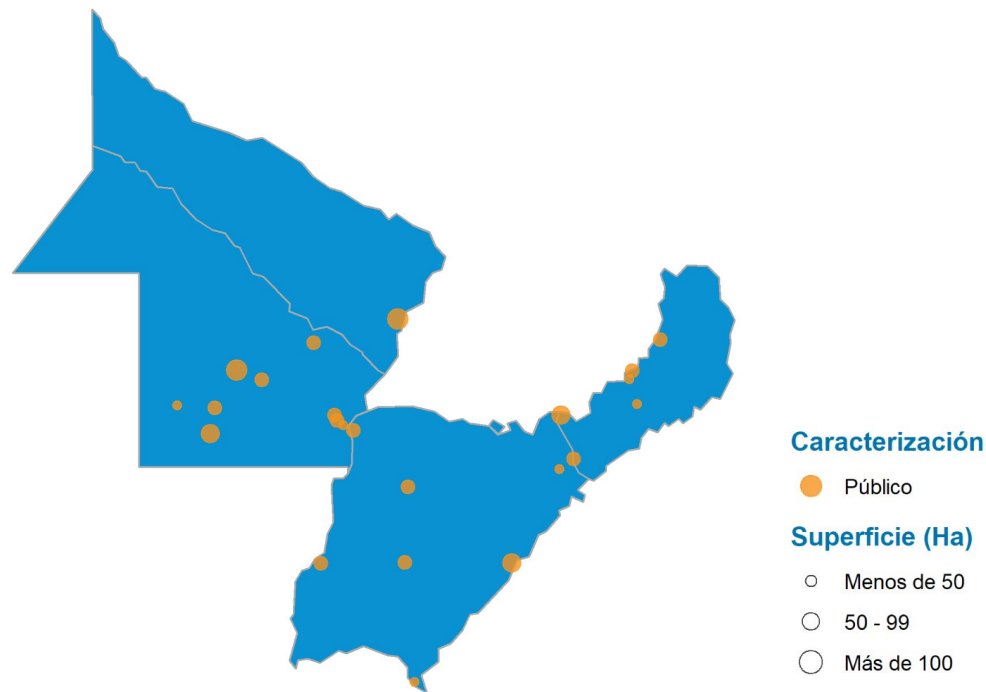 Caracterización
Público
Superficie (Ha)
Menos de 50
50 - 99
Más de 100